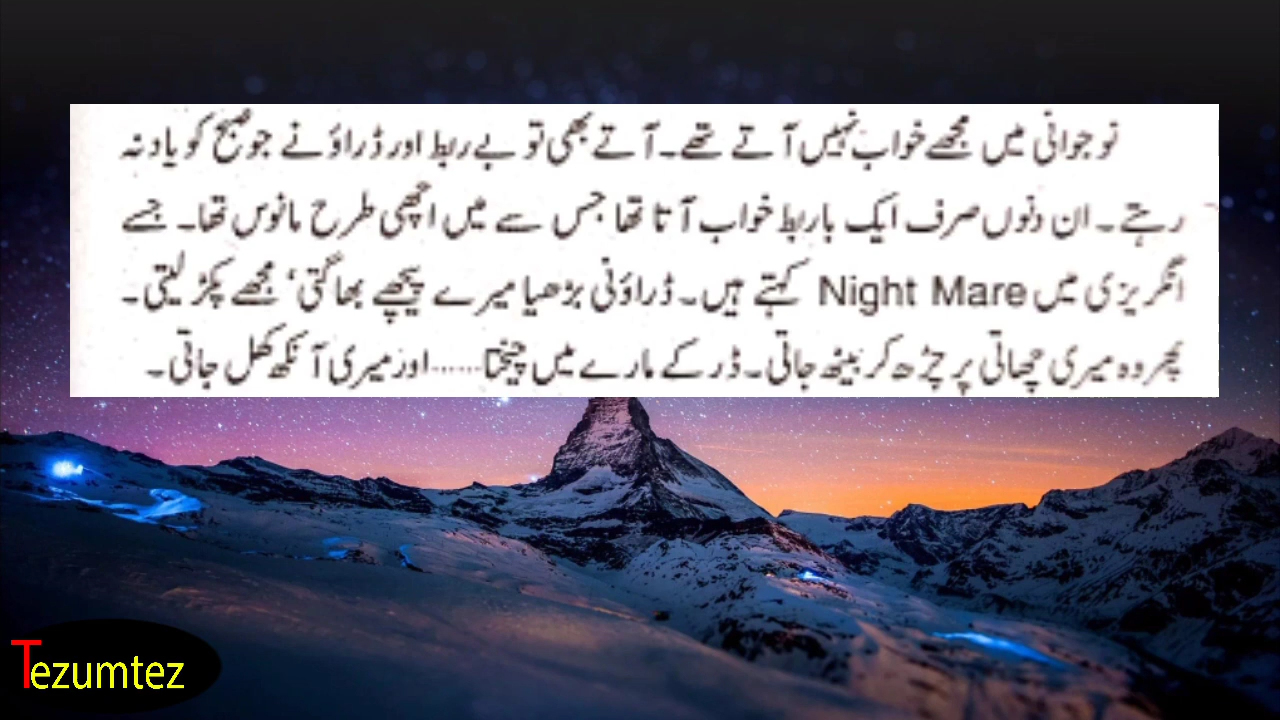 نوجوانی میں مجھے خواب نہیں آتے تھے۔ آتے بھی تو بے ربط اور ڈراؤنے جو صبح کو یاد نہ
رہتے۔ ان دنوں صرف ایک باربط خواب آتا تھا جس سے میں اچھی طرح مانوس تھا۔ جسے
انگریزی میں Night Mare کہتے ہیں۔ ڈراؤنی بڑھیا میرے پیچھے بھاگتی‘ مجھے پکڑ لیتی۔
پھر وہ میری چھاتی پر چڑھ کر بیٹھ جاتی۔ ڈر کے مارے میں چیختا......اور میری آنکھ کھل جاتی۔
Tezumtez